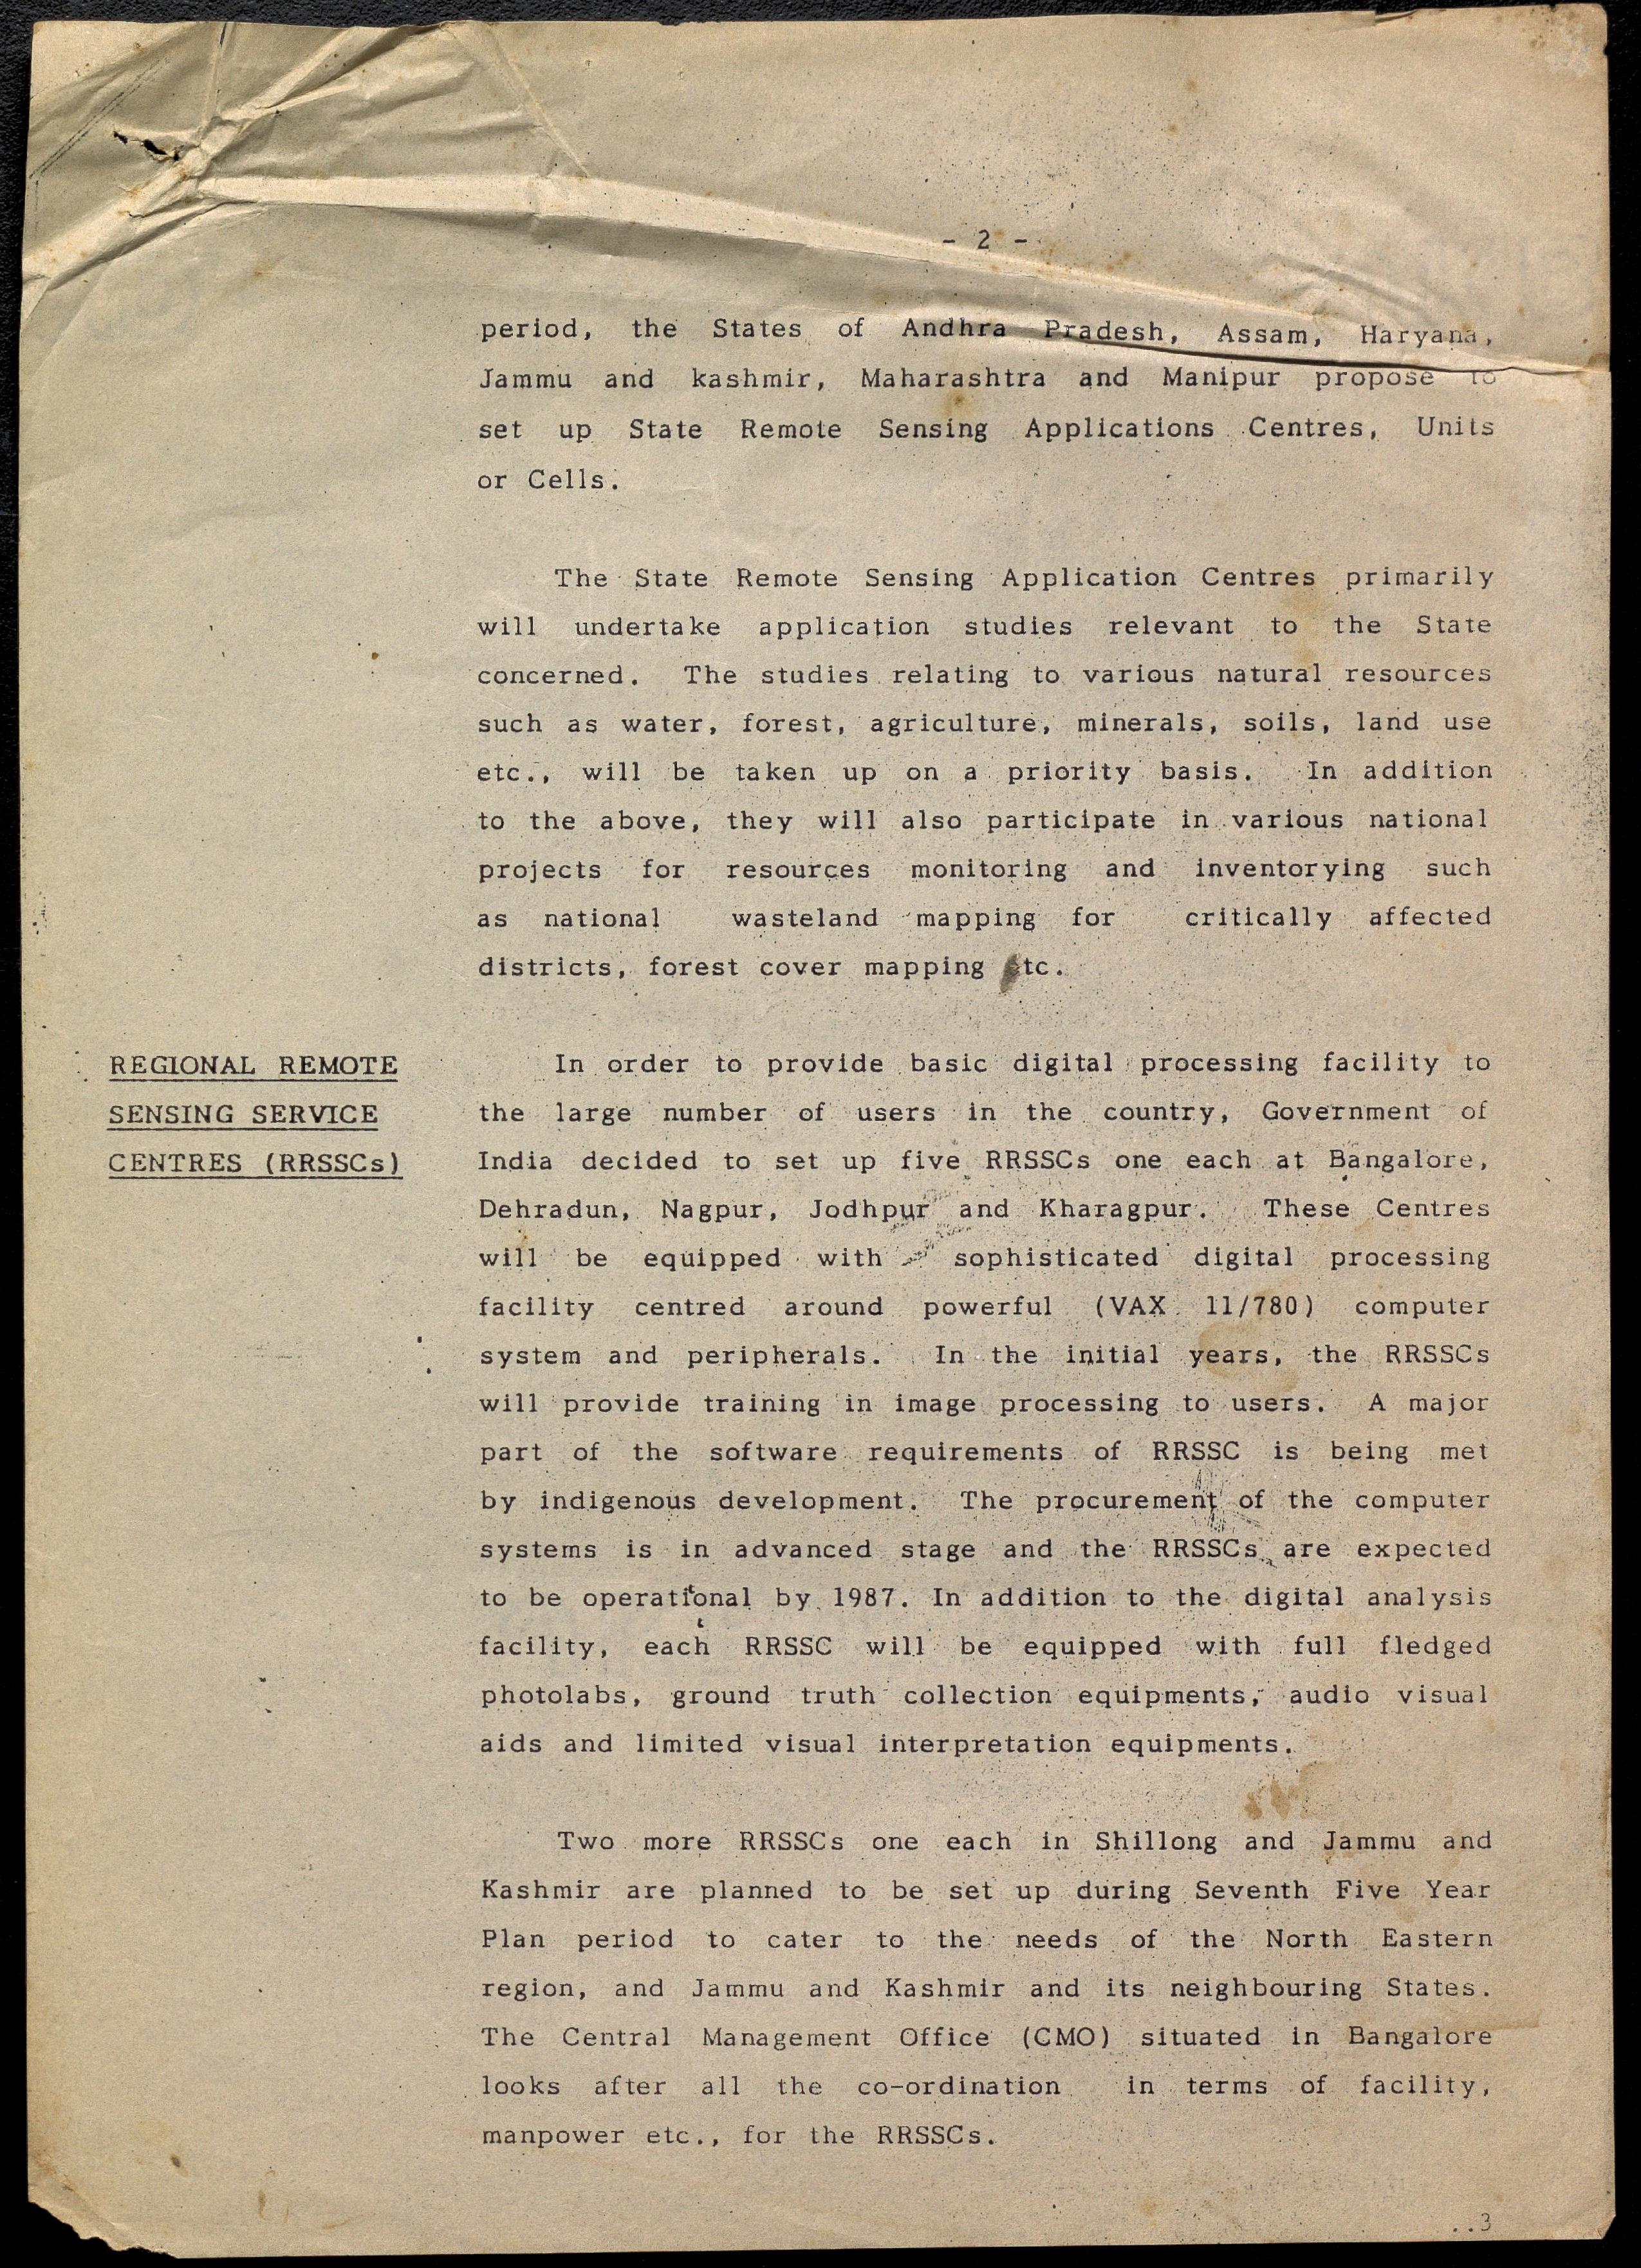 - 2 -
period, the States of Andhra Pradesh, Assam, Haryana,
Jammu and kashmir, Maharashtra and Manipur propose to
set up State Remote Sensing Applications Centres, Units
or Cells.
The State Remote Sensing Application Centres primarily
will undertake application studies relevant to the State
concerned. The studies relating to various natural resources
such as water, forest, agriculture, minerals, soils, land use
etc., will be taken up on a priority basis. In addition
to the above, they will also participate in various national
projects for resources monitoring and inventorying such
as national wasteland mapping for critically affected
districts, forest cover mapping etc.
REGIONAL REMOTE
SENSING SERVICE
CENTRES (RRSSCs)
In order to provide basic digital processing facility to
the large number of users in the country, Government of
India decided to set up five RRSSCs one each at Bangalore,
Dehradun, Nagpur, Jodhpur and Kharagpur. These Centres
will be equipped with sophisticated digital processing
facility centred around powerful (VAX 11/780) computer
system and peripherals. In the initial years, the RRSSCs
will provide training in image processing to users. A major
part of the software requirements of RRSSC is being met
by indigenous development. The procurement of the computer
systems is in advanced stage and the RRSSCs are expected
to be operational by 1987. In addition to the digital analysis
facility, each RRSSC will be equipped with full fledged
photolabs, ground truth collection equipments, audio visual
aids and limited visual interpretation equipments.
Two more RRSSCs one each in Shillong and Jammu and
Kashmir are planned to be set up during Seventh Five Year
Plan period to cater to the needs of the North Eastern
region, and Jammu and Kashmir and its neighbouring States.
The Central Management Office (CMO) situated in Bangalore
looks after all the co-ordination in terms of facility,
manpower etc., for the RRSSCs.
..3